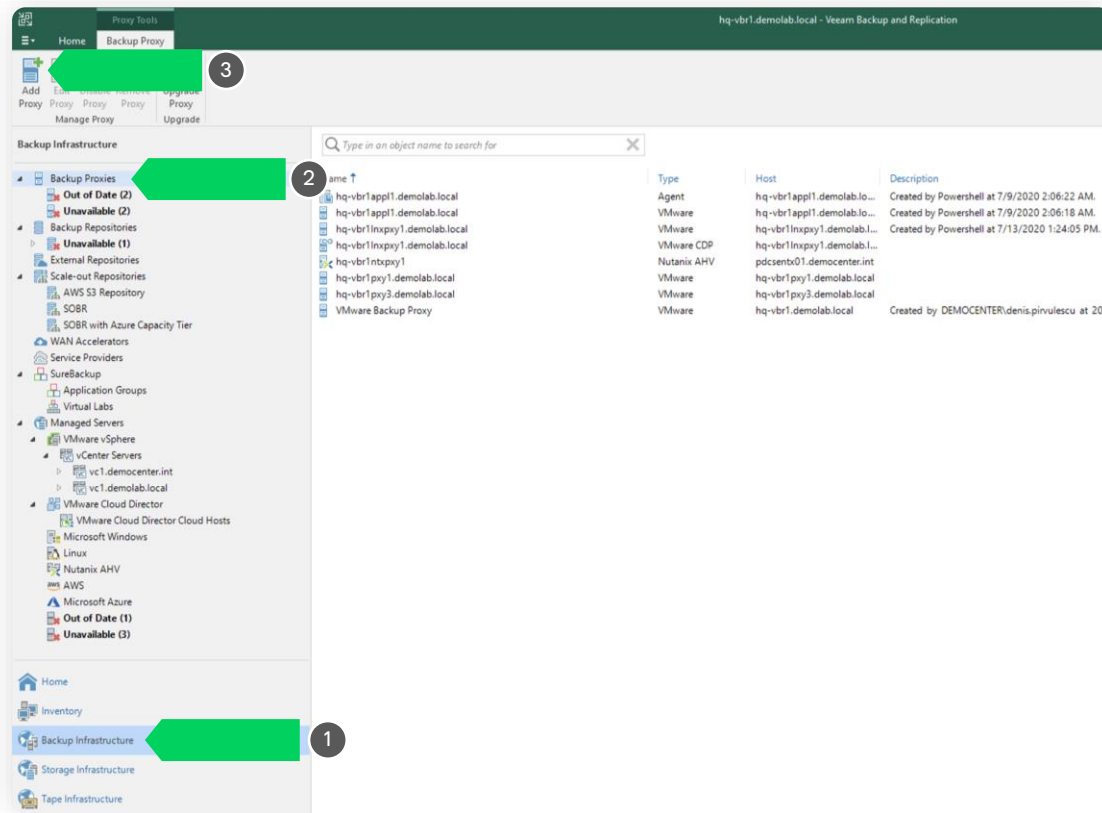 Proxy Tools
hq-vbr1.demolab.local - Veeam Backup and Replication
Home Backup Proxy
3
Add Upgrade
Proxy Proxy Proxy Proxy Proxy
Manage Proxy Upgrade
Backup Infrastructure
Type in an object name to search for
2
ame Type Host Description
Backup Proxies
Out of Date (2)
Unavailable (2)
Backup Repositories
Unavailable (1)
External Repositories
Scale-out Repositories
AWS S3 Repository
SOBR
SOBR with Azure Capacity Tier
WAN Accelerators
Service Providers
SureBackup
Application Groups
Virtual Labs
Managed Servers
VMware vSphere
vCenter Servers
vc1.democenter.int
vc1.demolab.local
VMware Cloud Director
VMware Cloud Director Cloud Hosts
Microsoft Windows
Linux
Nutanix AHV
aws AWS
Microsoft Azure
Out of Date (1)
Unavailable (3)
hq-vbr1appl1.demolab.local Agent hq-vbr1appl1.demolab.lo... Created by Powershell at 7/9/2020 2:06:22 AM.
hq-vbr1appl1.demolab.local VMware hq-vbr1appl1.demolab.lo... Created by Powershell at 7/9/2020 2:06:18 AM.
hq-vbr1lnxpxy1.demolab.local VMware hq-vbr1lnxpxy1.demolab.l... Created by Powershell at 7/13/2020 1:24:05 PM.
hq-vbr1lnxpxy1.demolab.local VMware CDP hq-vbr1lnxpxy1.demolab.l...
hq-vbr1ntxpxy1 Nutanix AHV pdcsentx01.democenter.int
hq-vbr1pxy1.demolab.local VMware hq-vbr1pxy1.demolab.local
hq-vbr1pxy3.demolab.local VMware hq-vbr1pxy3.demolab.local
VMware Backup Proxy VMware hq-vbr1.demolab.local Created by DEMOCENTER\denis.pirvulescu at 20
Home
Inventory
Backup Infrastructure
1
Storage Infrastructure
Tape Infrastructure